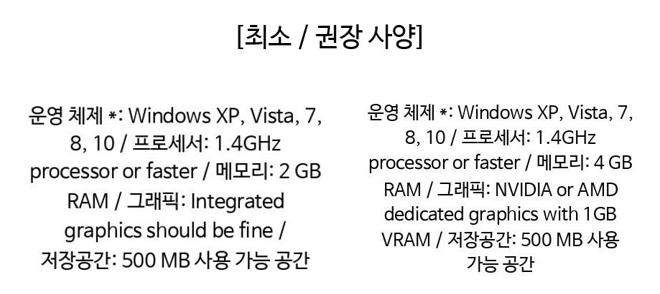 [최소 / 권장 사양]
운영 체제 *: Windows XP, Vista, 7,
8, 10 / 프로세서: 1.4GHz
processor or faster / 메모리: 2 GB
RAM / 그래픽: Integrated
graphics should be fine /
저장공간: 500 MB 사용 가능 공간
운영 체제 *: Windows XP, Vista, 7,
8, 10 / 프로세서: 1.4GHz
processor or faster / 메모리: 4 GB
RAM / 그래픽: NVIDIA or AMD
dedicated graphics with 1GB
VRAM / 저장공간: 500 MB 사용
가능 공간